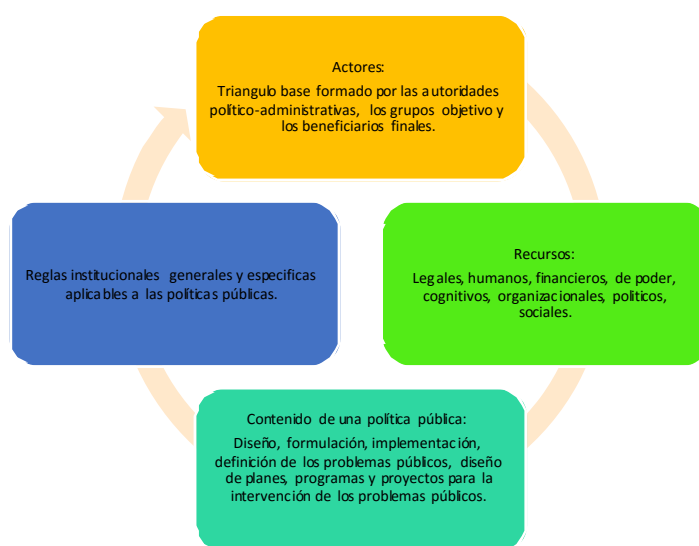 Actores:
Triangulo base formado por las autoridades
político-administrativas, los grupos objetivo y
los beneficiarios finales.
Recursos:
Legales, humanos, financieros, de poder,
cognitivos, organizacionales, politicos,
sociales.
Contenido de una política pública:
Diseño, formulación, implementación,
definición de los problemas públicos, diseño
de planes, programas y proyectos para la
intervención de los problemas públicos.
Reglas institucionales generales y especificas
aplicables a las políticas públicas.